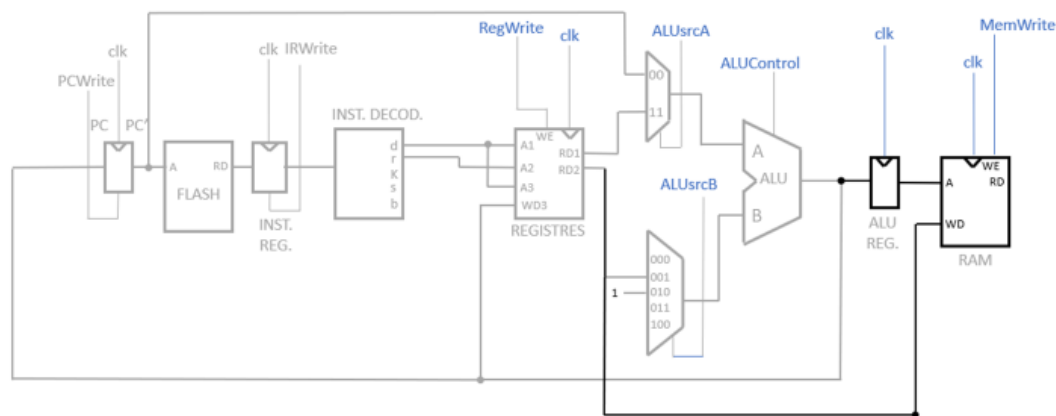 MemWrite
RegWrite
ALUsrcA
clk
IRWrite
clk
clk
clk
clk
ALUControl
PCWrite
INST. DECOD.
00
PC
PC'
WE
WE
d
A1
11
A
RD
A
RD
r
RD1
A
A2
RD2
ALU
K
FLASH
s
A3
ALUsrcB
B
b
WD3
WD
INST.
REG.
REGISTRES
ALU
REG.
RAM
000
001
1
010
011
100